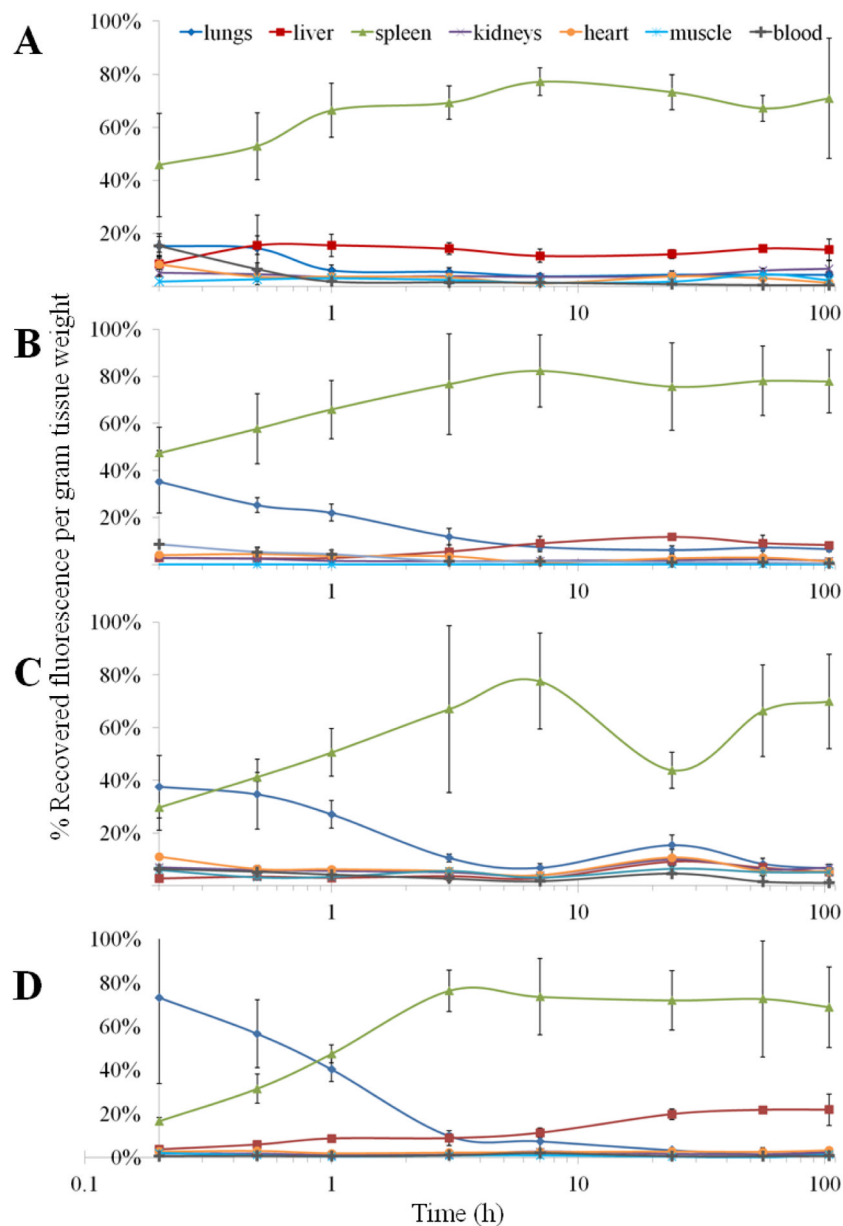 A
100%
lungs liver spleen kidneys heart muscle blood
80%
60%
40%
20%
1 10 100
B
100%
80%
60%
40%
20%
1 10 100
C
100%
80%
60%
40%
20%
1 10 100
D
100%
80%
60%
40%
20%
0%
0.1 1 10 100
Time (h)
% Recovered fluorescence per gram tissue weight